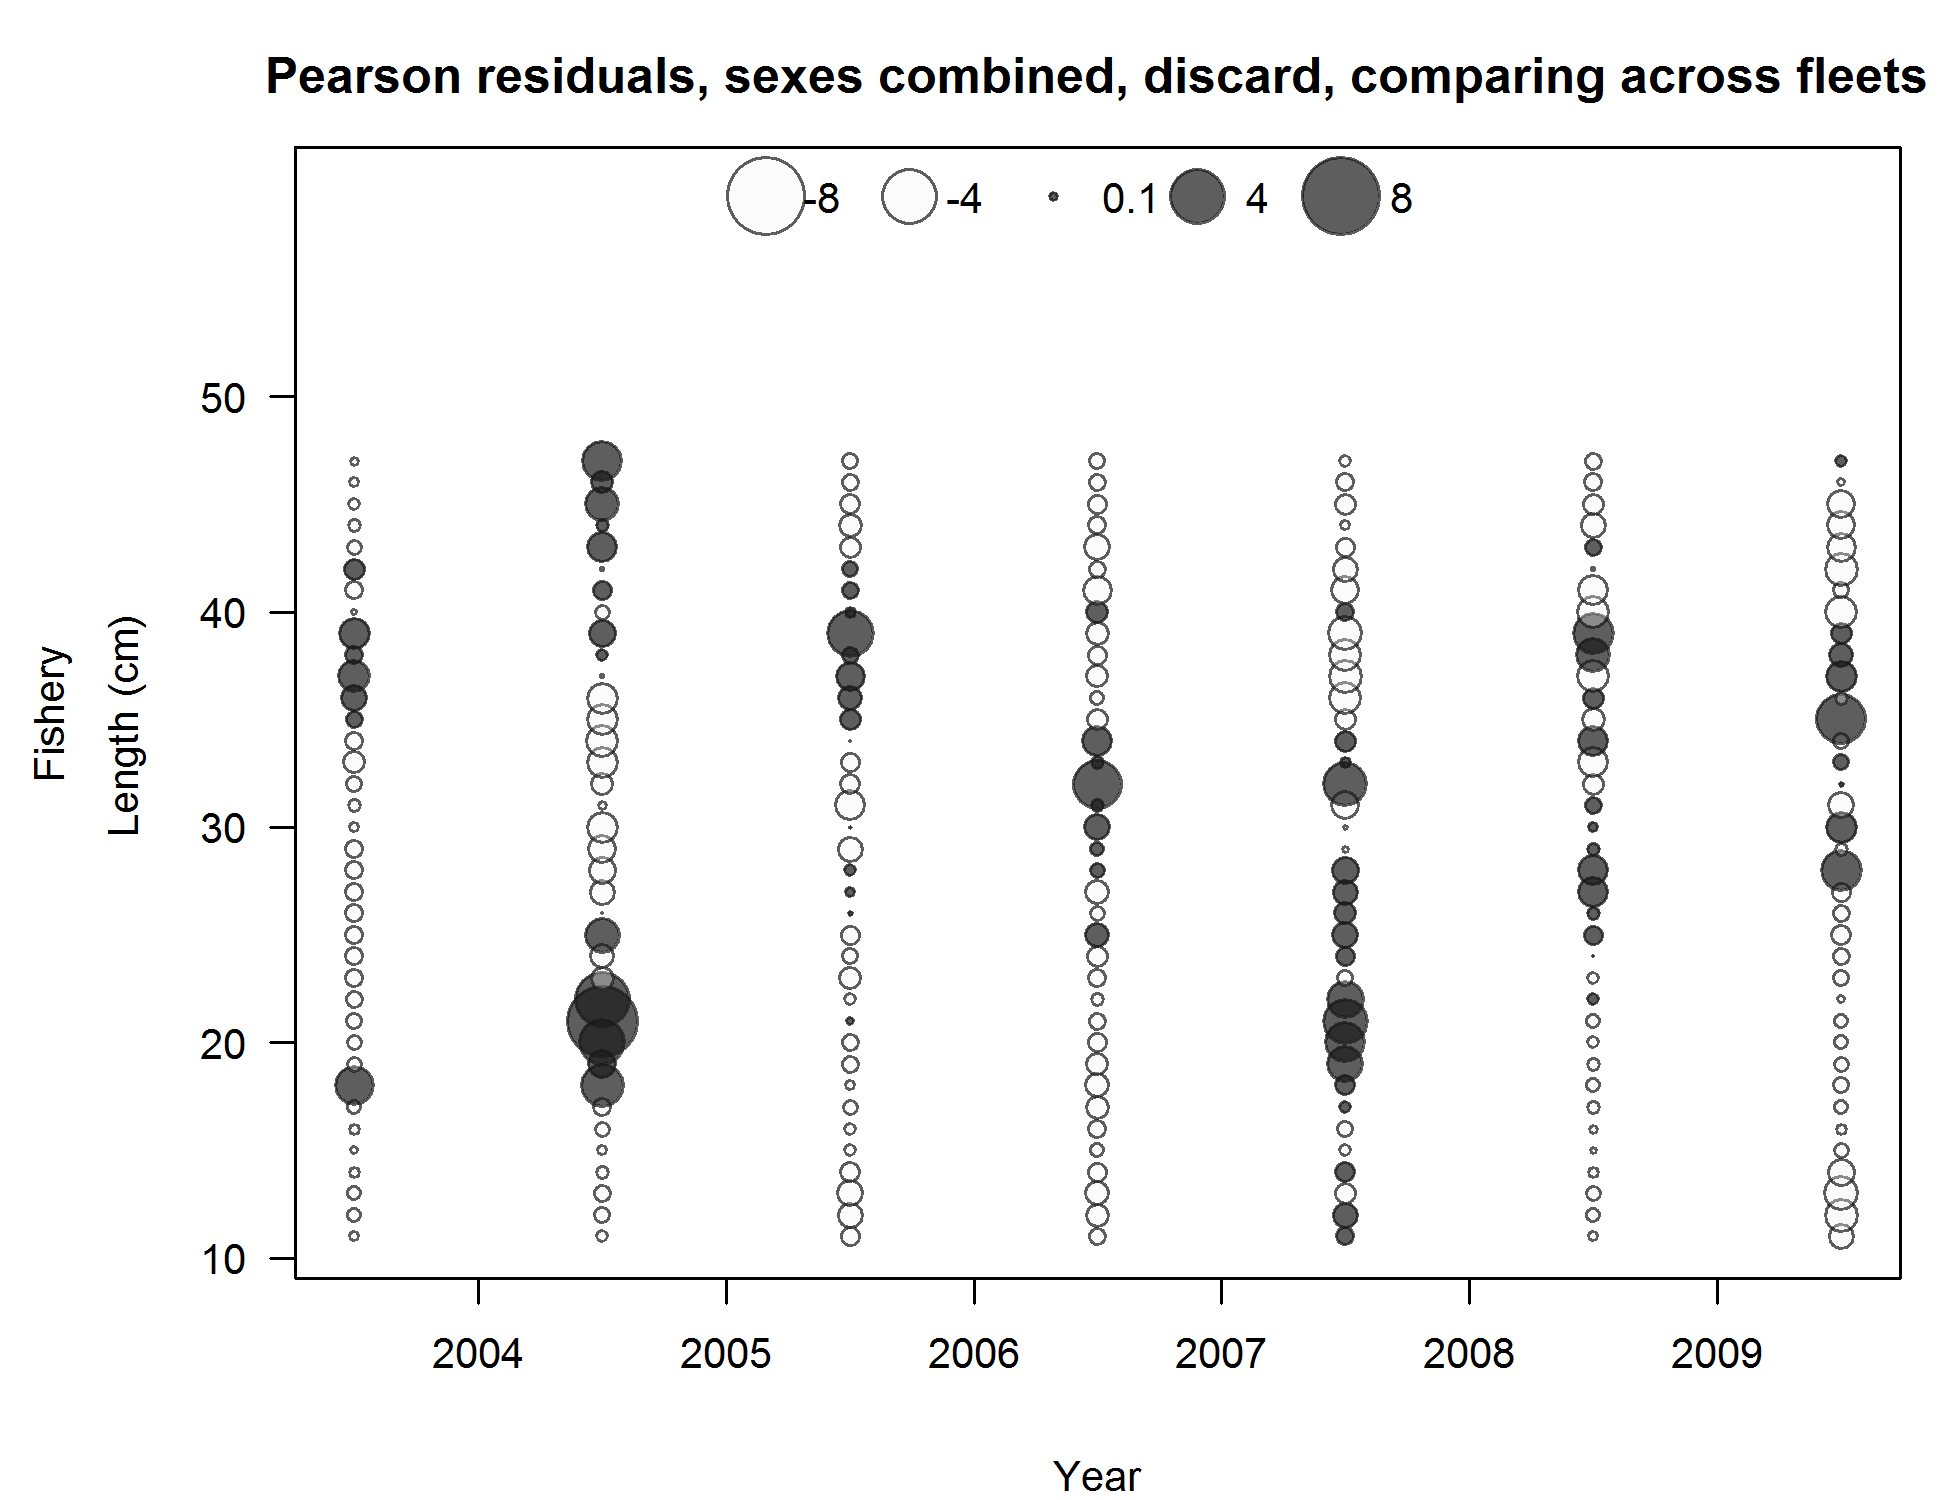 Pearson residuals, sexes combined, discard, comparing across fleets
-8 -4 0.1 4 8
50
40
30
20
10
Fishery
Length (cm)
2004 2005 2006 2007 2008 2009
Year